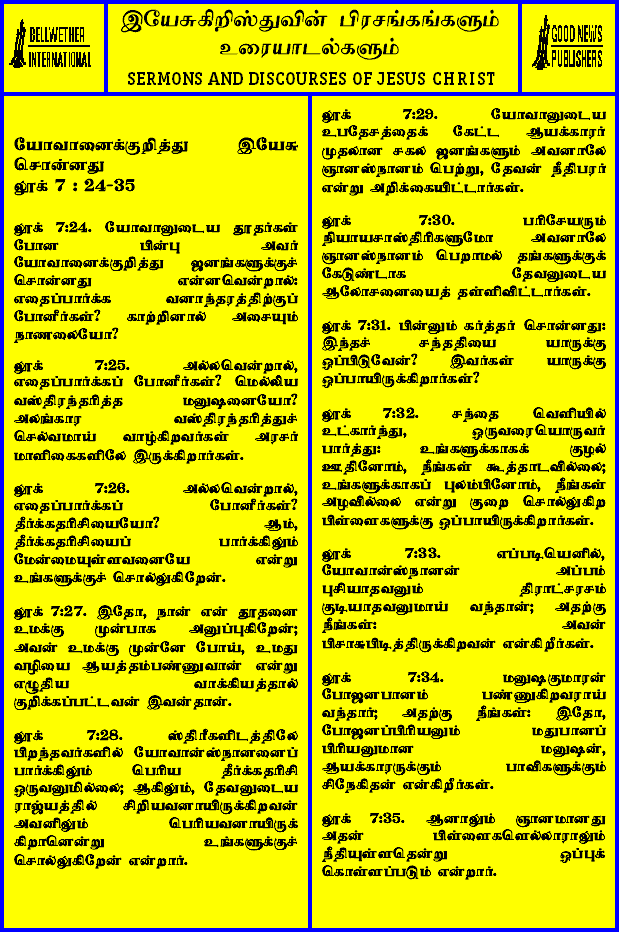 BELLWETHER
INTERNATIONAL
இயேசுகிறிஸ்துவின் பிரசங்கங்களும்
உரையாடல்களும்
SERMONS AND DISCOURSES OF JESUS CHRIST
GOOD NEWS
PUBLISHERS
யோவானைக்குறித்து இயேசு
சொன்னது
லூக் 7 : 24-35
லூக் 7:24. யோவானுடைய தூதர்கள்
போன பின்பு அவர்
யோவானைக்குறித்து ஜனங்களுக்குச்
சொன்னது என்னவென்றால்:
எதைப்பார்க்க வனாந்தரத்திற்குப்
போனீர்கள்? காற்றினால் அசையும்
நாணலையோ?
லூக் 7:25. அல்லவென்றால்,
எதைப்பார்க்கப் போனீர்கள்? மெல்லிய
வஸ்திரந்தரித்த மனுஷனையோ?
அலங்கார வஸ்திரந்தரித்துச்
செல்வமாய் வாழ்கிறவர்கள் அரசர்
மாளிகைகளிலே இருக்கிறார்கள்.
லூக் 7:26. அல்லவென்றால்,
எதைப்பார்க்கப் போனீர்கள்?
தீர்க்கதரிசியையோ? ஆம்,
தீர்க்கதரிசியைப் பார்க்கிலும்
மேன்மையுள்ளவனையே என்று
உங்களுக்குச் சொல்லுகிறேன்.
லூக் 7:27. இதோ, நான் என் தூதனை
உமக்கு முன்பாக அனுப்புகிறேன்;
அவன் உமக்கு முன்னே போய், உமது
வழியை ஆயத்தம்பண்ணுவான் என்று
எழுதிய வாக்கியத்தால்
குறிக்கப்பட்டவன் இவன்தான்.
லூக் 7:28. ஸ்திரீகளிடத்திலே
பிறந்தவர்களில் யோவான்ஸ்நானனைப்
பார்க்கிலும் பெரிய தீர்க்கதரிசி
ஒருவனுமில்லை; ஆகிலும், தேவனுடைய
ராஜ்யத்தில் சிறியவனாயிருக்கிறவன்
அவனிலும் பெரியவனாயிருக்
கிறானென்று உங்களுக்குச்
சொல்லுகிறேன் என்றார்.
லூக் 7:29. யோவானுடைய
உபதேசத்தைக் கேட்ட ஆயக்காரர்
முதலான சகல ஜனங்களும் அவனாலே
ஞானஸ்நானம் பெற்று, தேவன் நீதிபரர்
என்று அறிக்கையிட்டார்கள்.
லூக் 7:30. பரிசேயரும்
நியாயசாஸ்திரிகளுமோ அவனாலே
ஞானஸ்நானம் பெறாமல் தங்களுக்குக்
கேடுண்டாக தேவனுடைய
ஆலோசனையைத் தள்ளிவிட்டார்கள்.
லூக் 7:31. பின்னும் கர்த்தர் சொன்னது:
இந்தச் சந்ததியை யாருக்கு
ஒப்பிடுவேன்? இவர்கள் யாருக்கு
ஒப்பாயிருக்கிறார்கள்?
லூக் 7:32. சந்தை வெளியில்
உட்கார்ந்து, ஒருவரையொருவர்
பார்த்து: உங்களுக்காகக் குழல்
ஊதினோம், நீங்கள் கூத்தாடவில்லை;
உங்களுக்காகப் புலம்பினோம், நீங்கள்
அழவில்லை என்று குறை சொல்லுகிற
பிள்ளைகளுக்கு ஒப்பாயிருக்கிறார்கள்.
லூக் 7:33. எப்படியெனில்,
யோவான்ஸ்நானன் அப்பம்
புசியாதவனும் திராட்சரசம்
குடியாதவனுமாய் வந்தான்; அதற்கு
நீங்கள்: அவன்
பிசாசுபிடித்திருக்கிறவன் என்கிறீர்கள்.
லூக் 7:34. மனுஷகுமாரன்
போஜனபானம் பண்ணுகிறவராய்
வந்தார்; அதற்கு நீங்கள்: இதோ,
போஜனப்பிரியனும் மதுபானப்
பிரியனுமான மனுஷன்,
ஆயக்காரருக்கும் பாவிகளுக்கும்
சிநேகிதன் என்கிறீர்கள்.
லூக் 7:35. ஆனாலும் ஞானமானது
அதன் பிள்ளைகளெல்லாராலும்
நீதியுள்ளதென்று ஒப்புக்
கொள்ளப்படும் என்றார்.